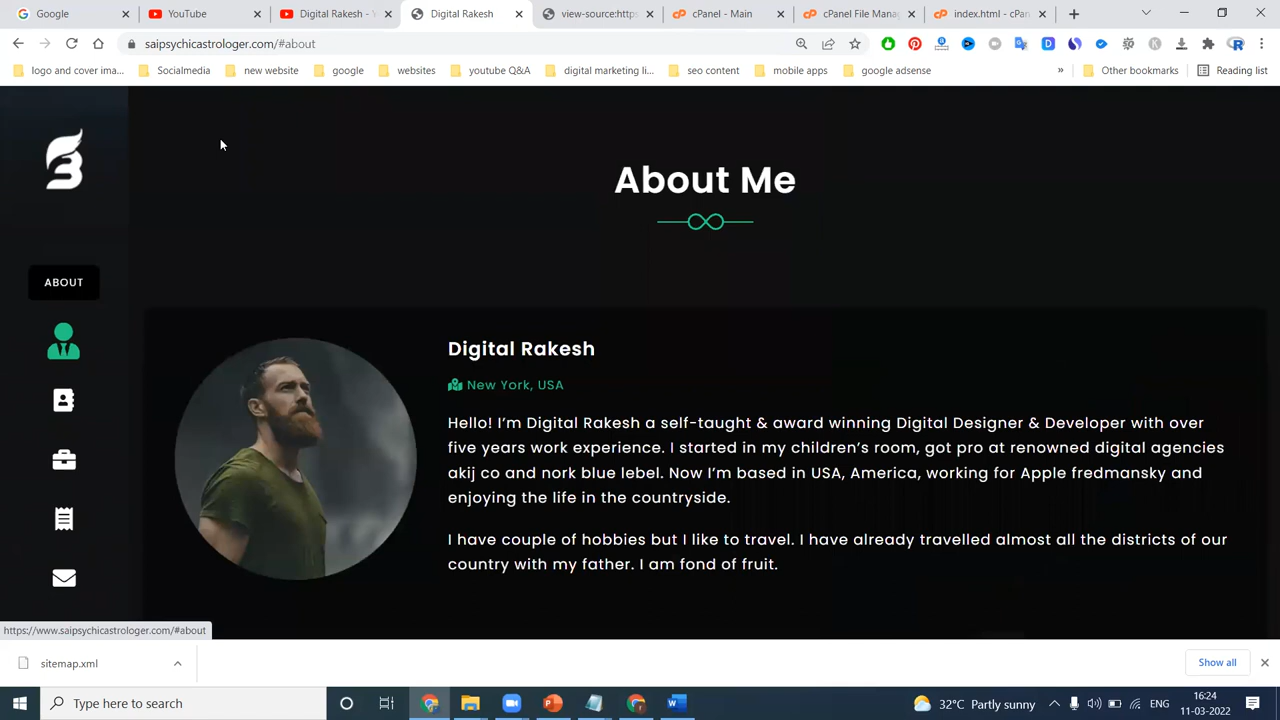 Google
YouTube
Digital Rakesh - Y
Digital Rakesh
view-source:https
cPanel - Main
cPanel File Mana
index.html - cPan
saipsychicastrologer.com/#about
logo and cover ima...
Socialmedia
new website
google
websites
youtube Q&A
digital marketing li...
seo content
mobile apps
google adsense
»
Other bookmarks
Reading list
About Me
ABOUT
Digital Rakesh
New York, USA
Hello! I'm Digital Rakesh a self-taught & award winning Digital Designer & Developer with over
five years work experience. I started in my children's room, got pro at renowned digital agencies
akij co and nork blue lebel. Now I'm based in USA, America, working for Apple fredmansky and
enjoying the life in the countryside.
I have couple of hobbies but I like to travel. I have already travelled almost all the districts of our
country with my father. I am fond of fruit.
https://www.saipsychicastrologer.com/#about
sitemap.xml
Show all
Type here to search
32°C Partly sunny
ENG
16:24
11-03-2022